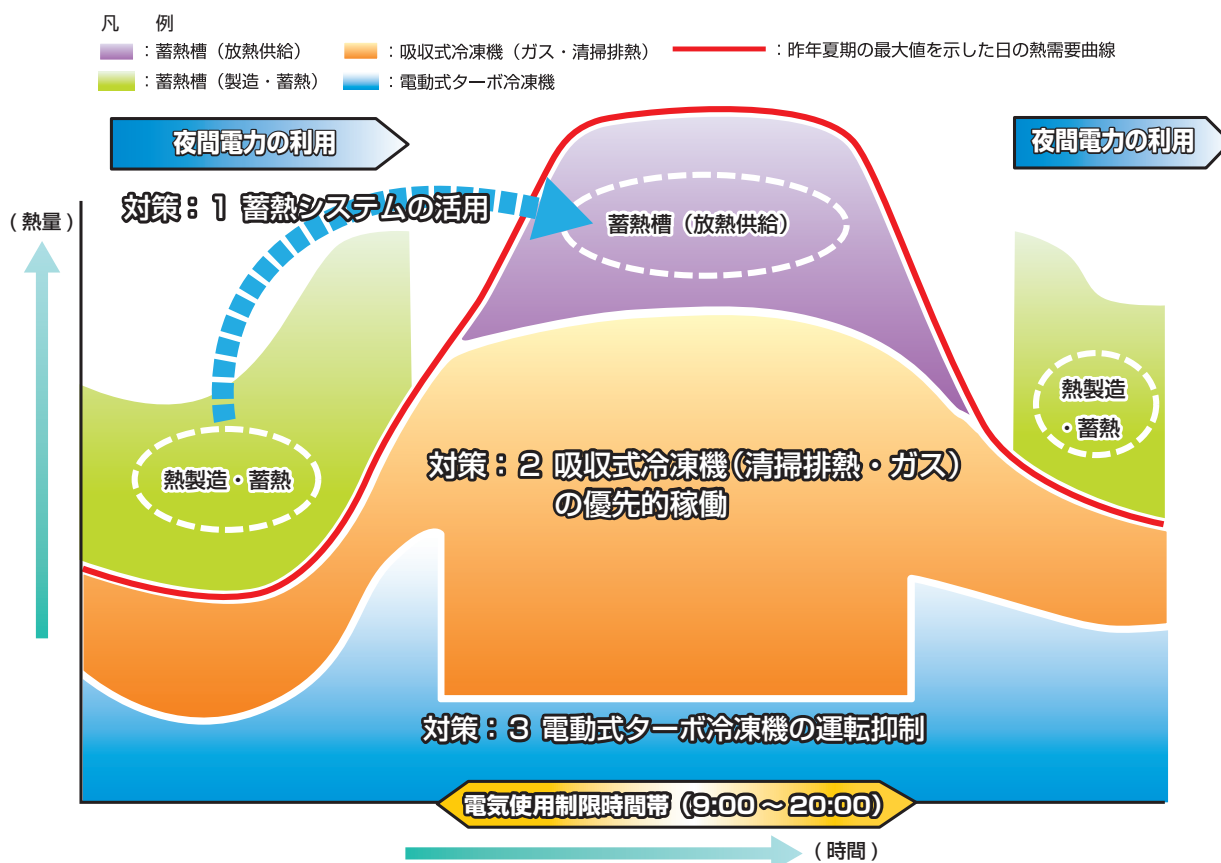 凡　例
：蓄熱槽（放熱供給）
：吸収式冷凍機（ガス・清掃排熱）
：昨年夏期の最大値を示した日の熱需要曲線
：蓄熱槽（製造・蓄熱）
：電動式ターボ冷凍機
夜間電力の利用
夜間電力の利用
対策：1 蓄熱システムの活用
（熱量）
蓄熱槽（放熱供給）
熱製造
・蓄熱
熱製造・蓄熱
対策：2 吸収式冷凍機（清掃排熱・ガス）
の優先的稼働
対策：3 電動式ターボ冷凍機の運転抑制
電気使用制限時間帯（9:00～20:00）
（時間）